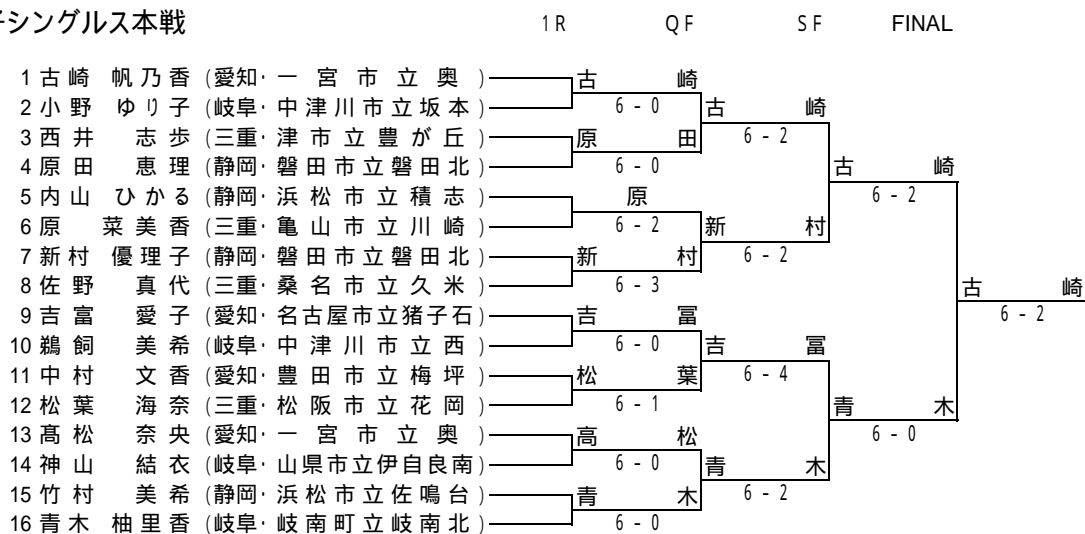 子シングルス本戦 1R QF SF FINAL
1 古崎 帆乃香 (愛知・一宮市立奥)
古崎
2 小野 ゆり子 (岐阜・中津川市立坂本)
6-0
古崎
3 西井 志歩 (三重・津市立豊が丘)
原田
6-2
4 原田 恵理 (静岡・磐田市立磐田北)
6-0
古崎
5 内山 ひかる (静岡・浜松市立積志)
原
6-2
6 原 菜美香 (三重・亀山市立川崎)
6-2
新村
7 新村 優理子 (静岡・磐田市立磐田北)
新村
6-2
8 佐野 真代 (三重・桑名市立久米)
6-3
古崎
9 吉富 愛子 (愛知・名古屋市立猪子石)
吉冨
6-2
10 鵜飼 美希 (岐阜・中津川市立西)
6-0
吉冨
11 中村 文香 (愛知・豊田市立梅坪)
松葉
6-4
12 松葉 海奈 (三重・松阪市立花岡)
6-1
青木
13 髙松 奈央 (愛知・一宮市立奥)
高松
6-0
14 神山 結衣 (岐阜・山県市立伊自良南)
6-0
青木
15 竹村 美希 (静岡・浜松市立佐鳴台)
青木
6-2
16 青木 柚里香 (岐阜・岐南町立岐南北)
6-0